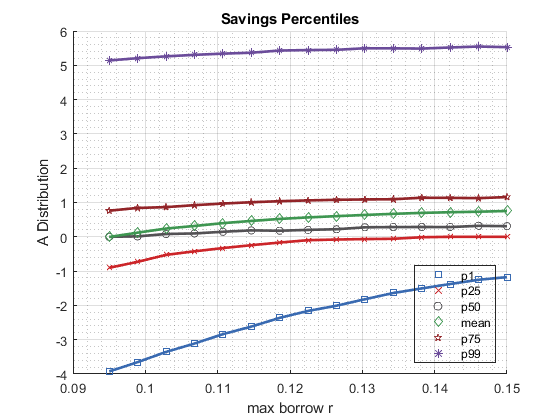 Savings Percentiles
A Distribution
6
5
4
3
2
1
0
-1
-2
-3
-4
0.09
0.1
0.11
0.12
0.13
0.14
0.15
max borrow r
p1
p25
p50
mean
p75
p99